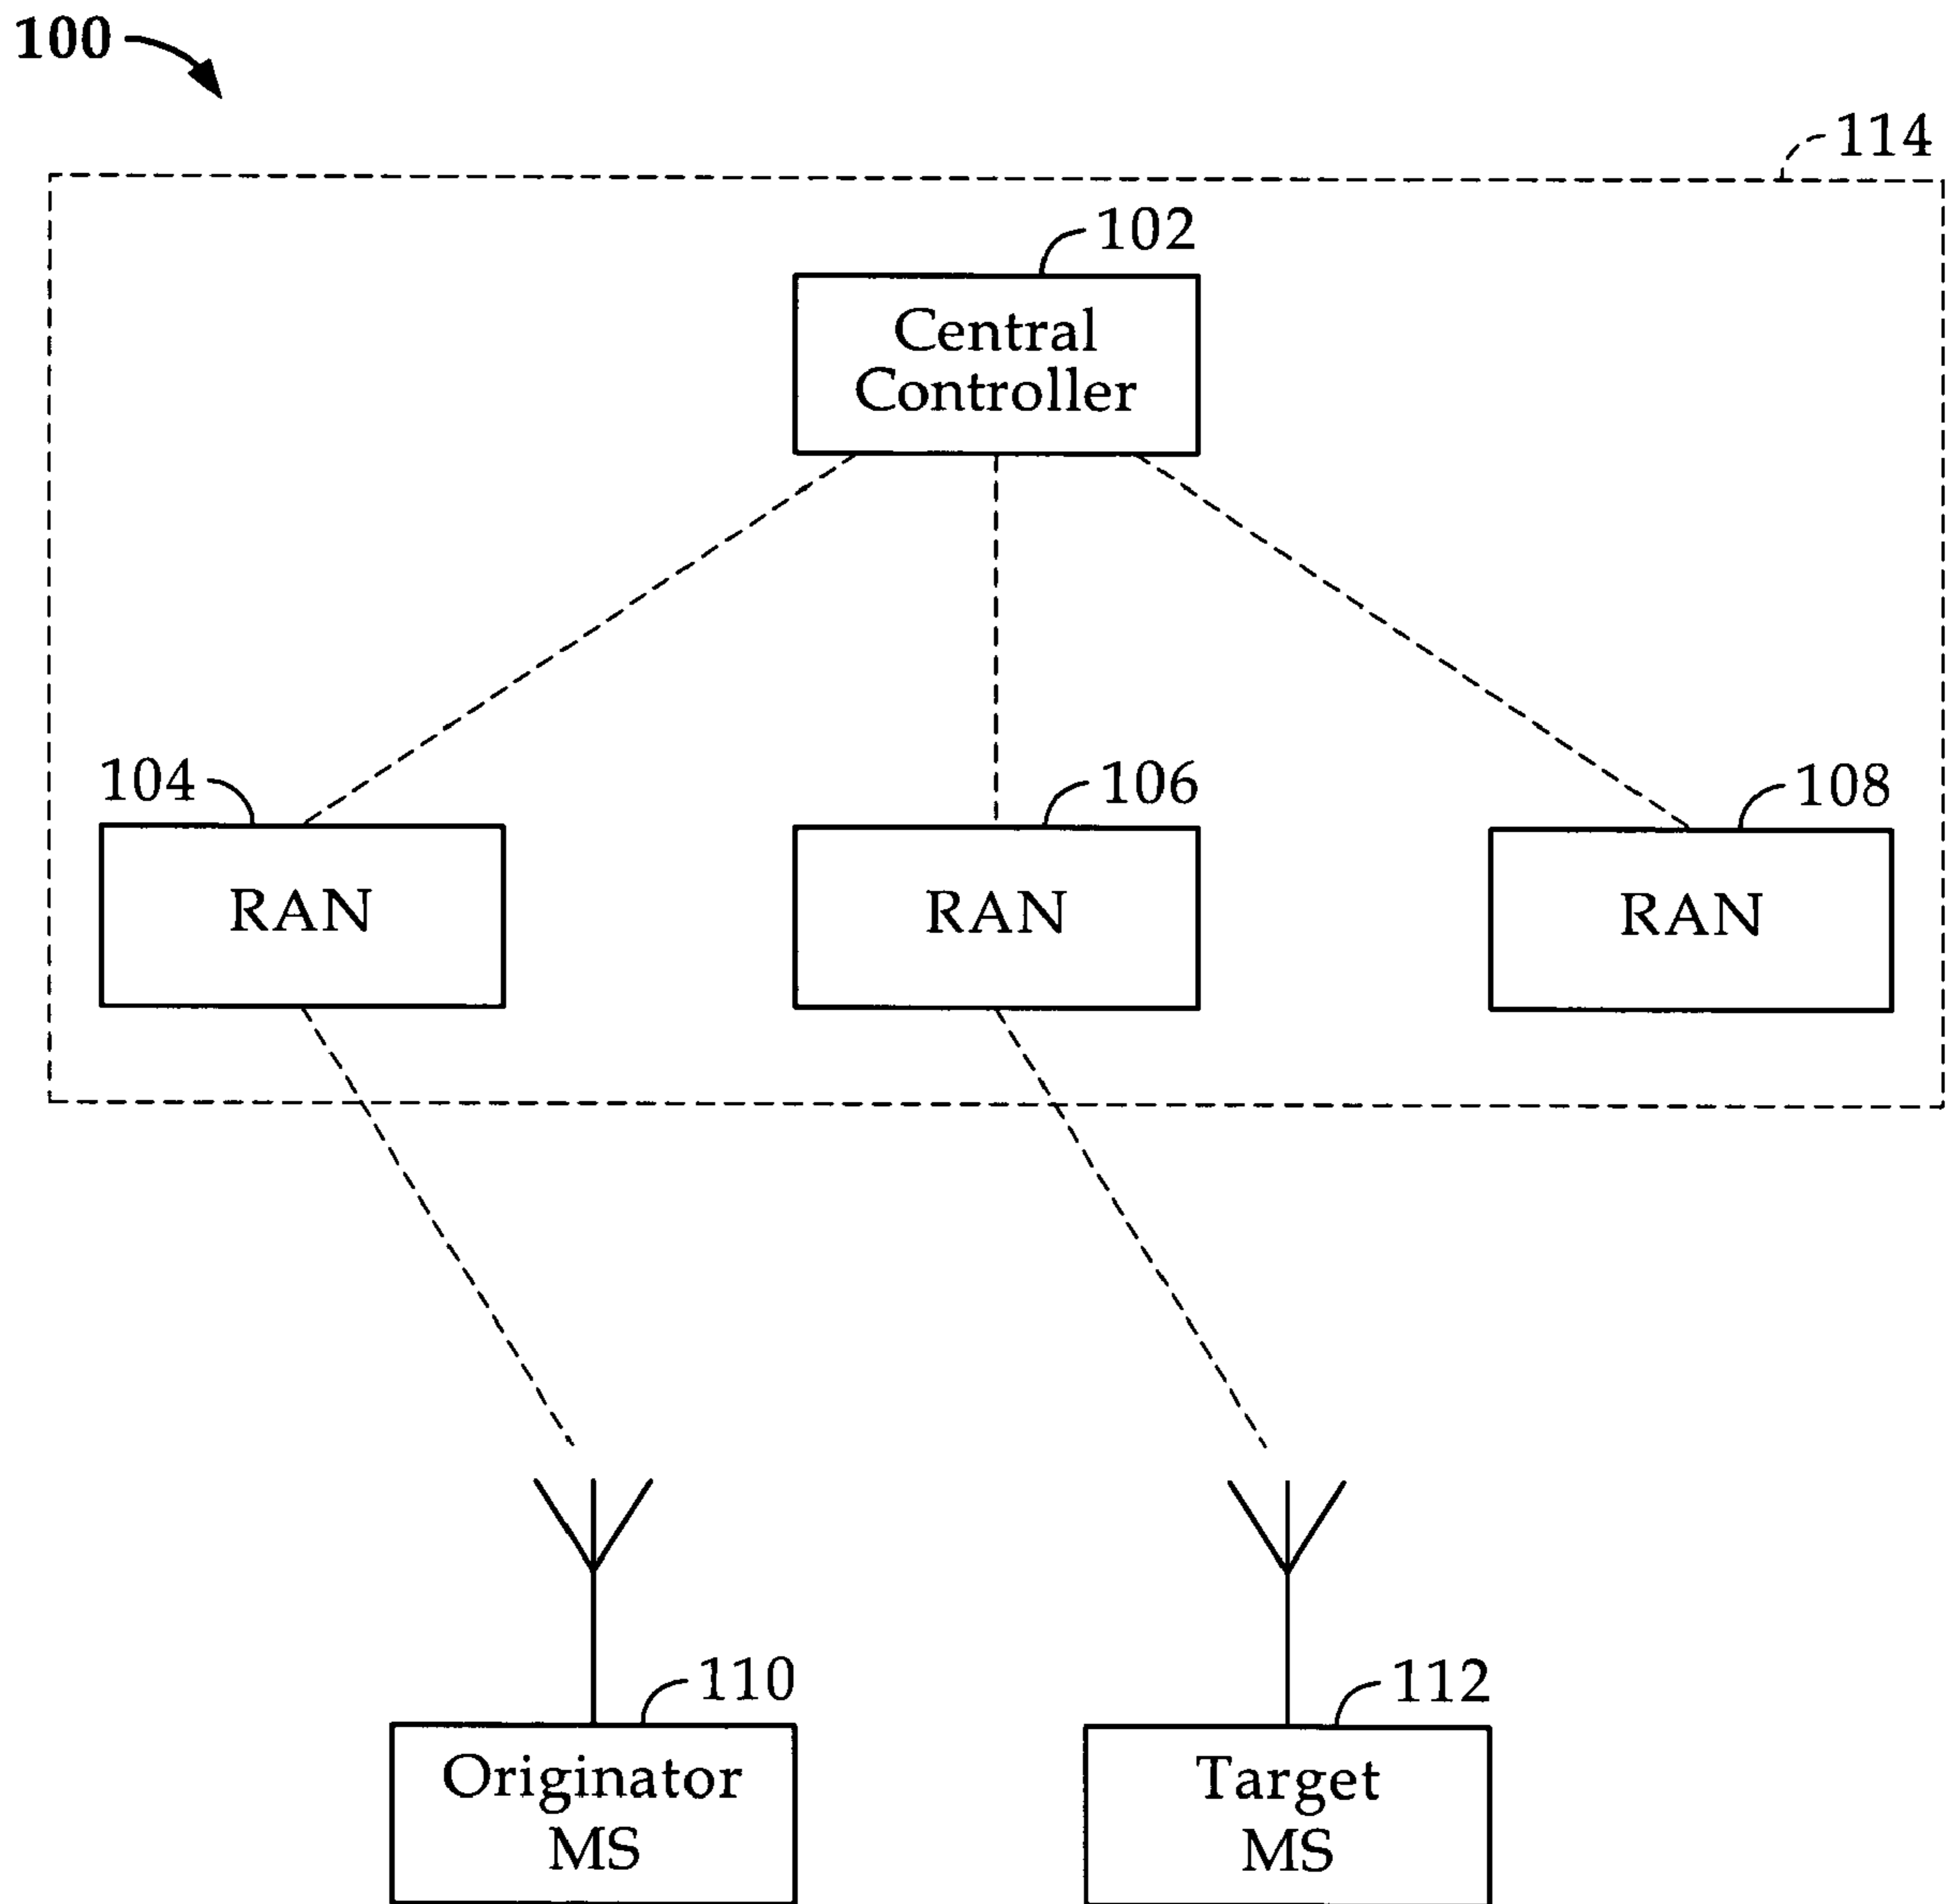 100
114
102
Central
Controller
104
106
108
RAN
RAN
RAN
110
112
Originator
MS
Target
MS